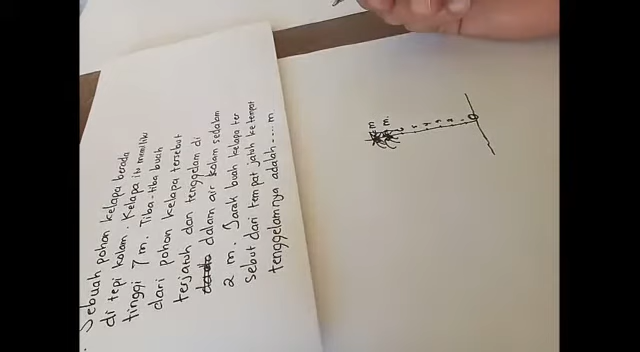 Sebuah pohon kelapa berada
di tepi kolam. Kelapa itu memiliki
tinggi 7 m. Tiba-tiba buah
dari pohon kelapa tersebut
terjatuh dan tenggelam di
dalam air kolam sedalam
2 m. Jarak buah kelapa ter
sebut dari tempat jatuh ke tempat
tenggelamnya adalah .... m